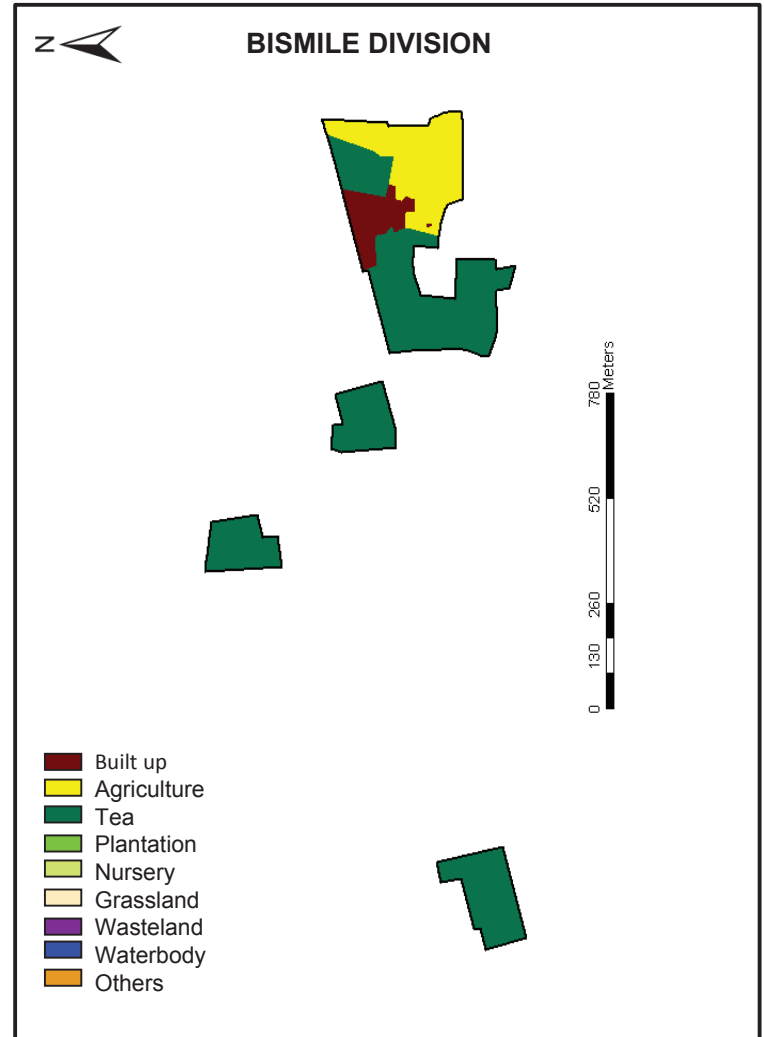 N
BISMILE DIVISION
Meters
780
520
260
130
0
Built up
Agriculture
Tea
Plantation
Nursery
Grassland
Wasteland
Waterbody
Others